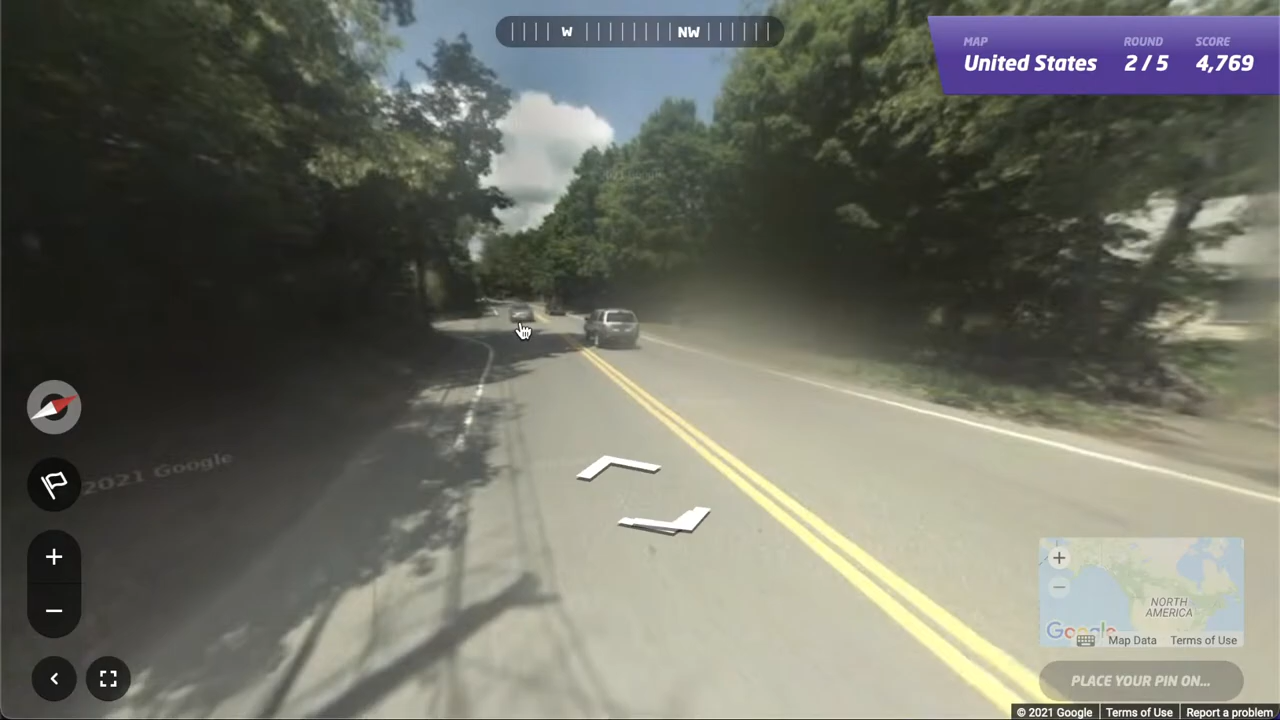 W NW
MAP ROUND SCORE
United States 2 / 5 4,769
2021 Google
+
−
NORTH
AMERICA
Google
Map Data Terms of Use
PLACE YOUR PIN ON...
© 2021 Google Terms of Use Report a problem